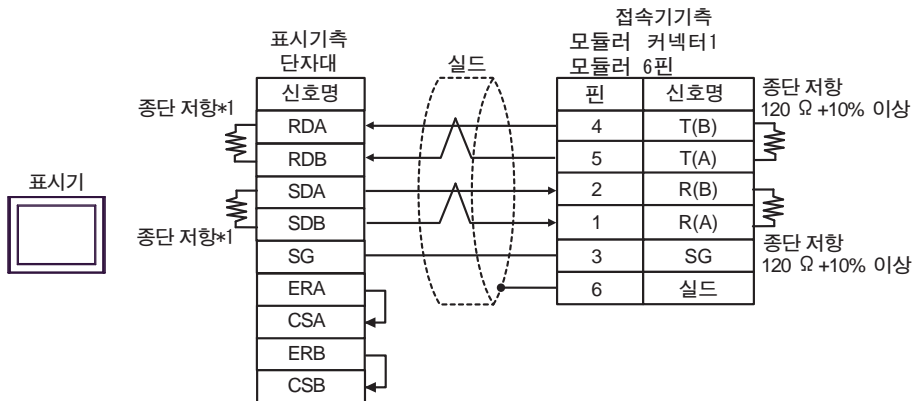 접속기기측
표시기측
모듈러 커넥터1
단자대
실드
모듈러 6핀
신호명
핀
신호명
종단 저항
120 Ω +10% 이상
종단 저항*1
RDA
4
T(B)
RDB
5
T(A)
표시기
SDA
2
R(B)
종단 저항*1
SDB
1
R(A)
종단 저항
120 Ω +10% 이상
SG
3
SG
ERA
6
실드
CSA
ERB
CSB